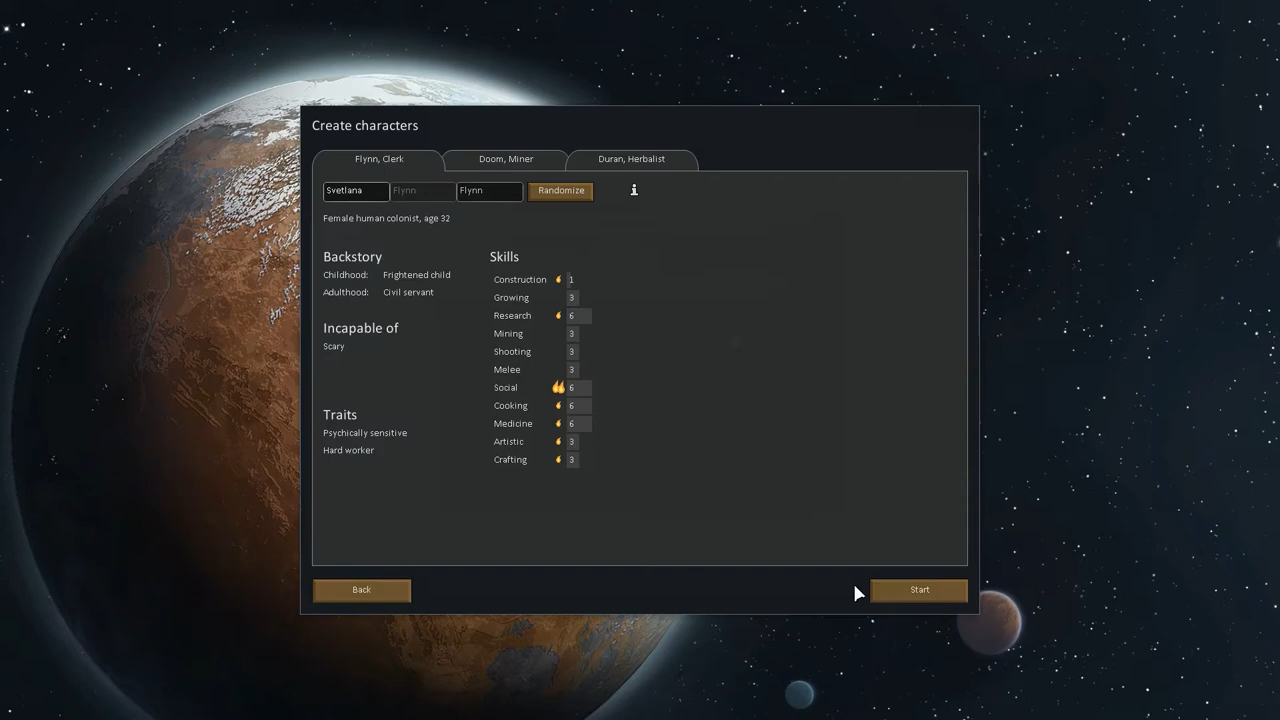 Create characters
Flynn, Clerk
Doom, Miner
Duran, Herbalist
Svetlana
Flynn
Flynn
Randomize
Female human colonist, age 32
Backstory
Childhood: Frightened child
Adulthood: Civil servant
Incapable of
Scary
Traits
Psychically sensitive
Hard worker
Skills
Construction 1
Growing 3
Research 6
Mining 3
Shooting 3
Melee 3
Social 6
Cooking 6
Medicine 6
Artistic 3
Crafting 3
Back
Start